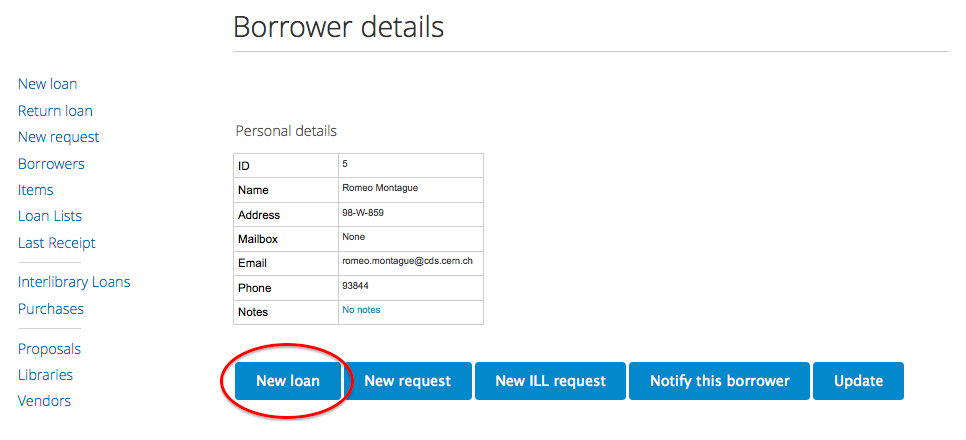 Borrower details
New loan
Return loan
New request
Borrowers
Items
Loan Lists
Last Receipt
Interlibrary Loans
Purchases
Proposals
Libraries
Vendors
Personal details
ID 5
Name Romeo Montague
Address 98-W-859
Mailbox None
Email romeo.montague@cds.cern.ch
Phone 93844
Notes No notes
New loan New request New ILL request Notify this borrower Update